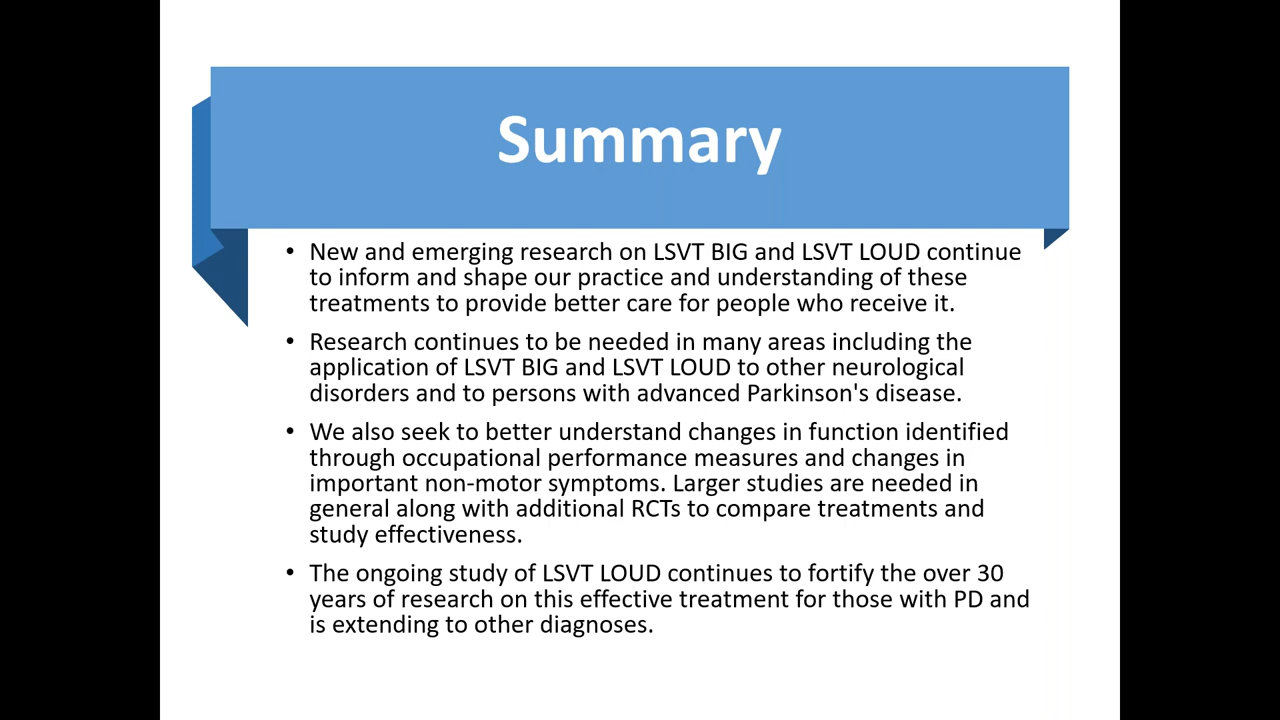 Summary
• New and emerging research on LSVT BIG and LSVT LOUD continue
to inform and shape our practice and understanding of these
treatments to provide better care for people who receive it.
• Research continues to be needed in many areas including the
application of LSVT BIG and LSVT LOUD to other neurological
disorders and to persons with advanced Parkinson's disease.
• We also seek to better understand changes in function identified
through occupational performance measures and changes in
important non-motor symptoms. Larger studies are needed in
general along with additional RCTs to compare treatments and
study effectiveness.
• The ongoing study of LSVT LOUD continues to fortify the over 30
years of research on this effective treatment for those with PD and
is extending to other diagnoses.